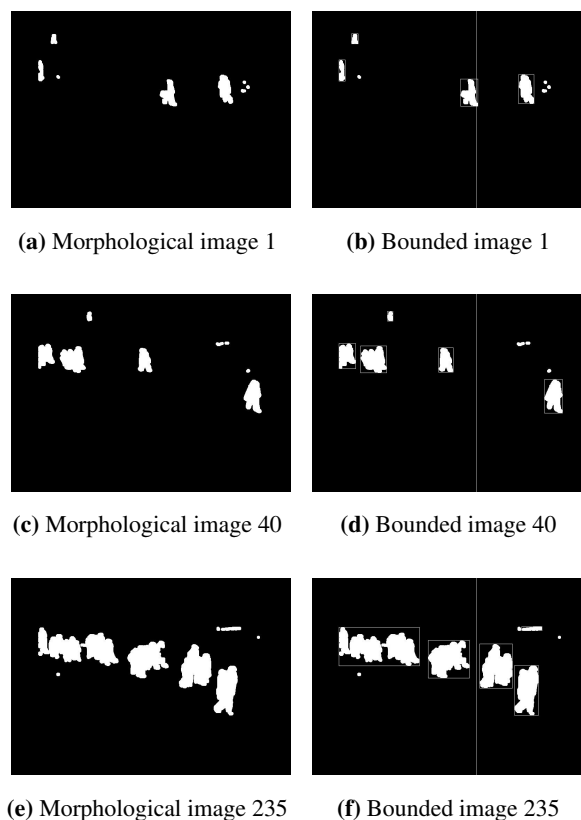 (a) Morphological image 1
(b) Bounded image 1
(c) Morphological image 40
(d) Bounded image 40
(e) Morphological image 235
(f) Bounded image 235